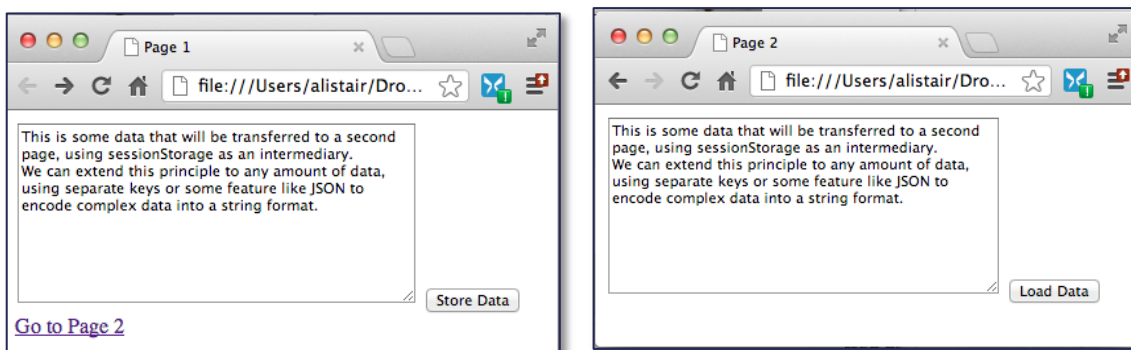 Page 1
file:///Users/alistair/Dro...
This is some data that will be transferred to a second
page, using sessionStorage as an intermediary.
We can extend this principle to any amount of data,
using separate keys or some feature like JSON to
encode complex data into a string format.
Store Data
Go to Page 2
Page 2
file:///Users/alistair/Dro...
This is some data that will be transferred to a second
page, using sessionStorage as an intermediary.
We can extend this principle to any amount of data,
using separate keys or some feature like JSON to
encode complex data into a string format.
Load Data